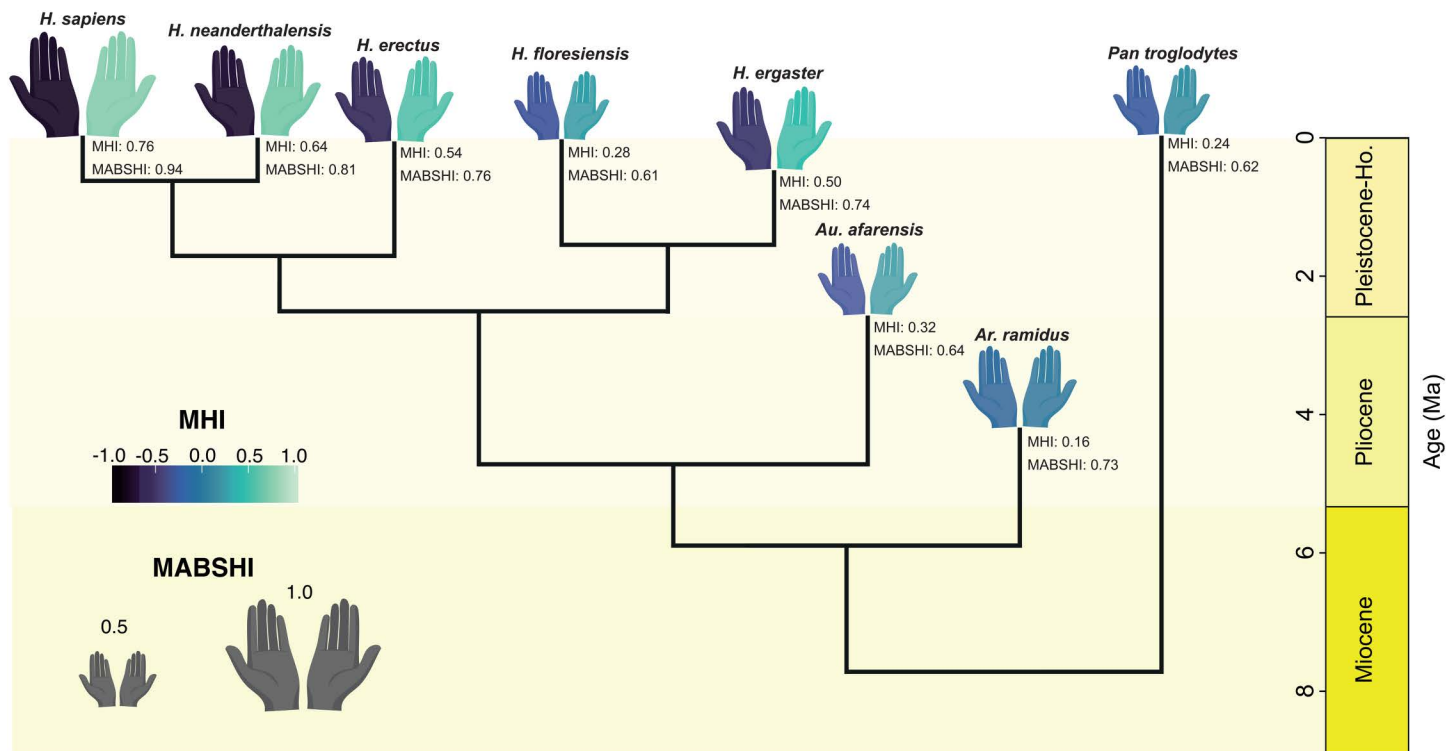 H. sapiens
MHI: 0.76
MABSHI: 0.94
H. neanderthalensis
MHI: 0.64
MABSHI: 0.81
H. erectus
MHI: 0.54
MABSHI: 0.76
H. floresiensis
MHI: 0.28
MABSHI: 0.61
H. ergaster
MHI: 0.50
MABSHI: 0.74
Au. afarensis
MHI: 0.32
MABSHI: 0.64
Ar. ramidus
MHI: 0.16
MABSHI: 0.73
Pan troglodytes
MHI: 0.24
MABSHI: 0.62
MHI
-1.0 -0.5 0.0 0.5 1.0
MABSHI
0.5
1.0
0
2
4
6
8
Pleistocene-Ho.
Pliocene
Miocene
Age (Ma)